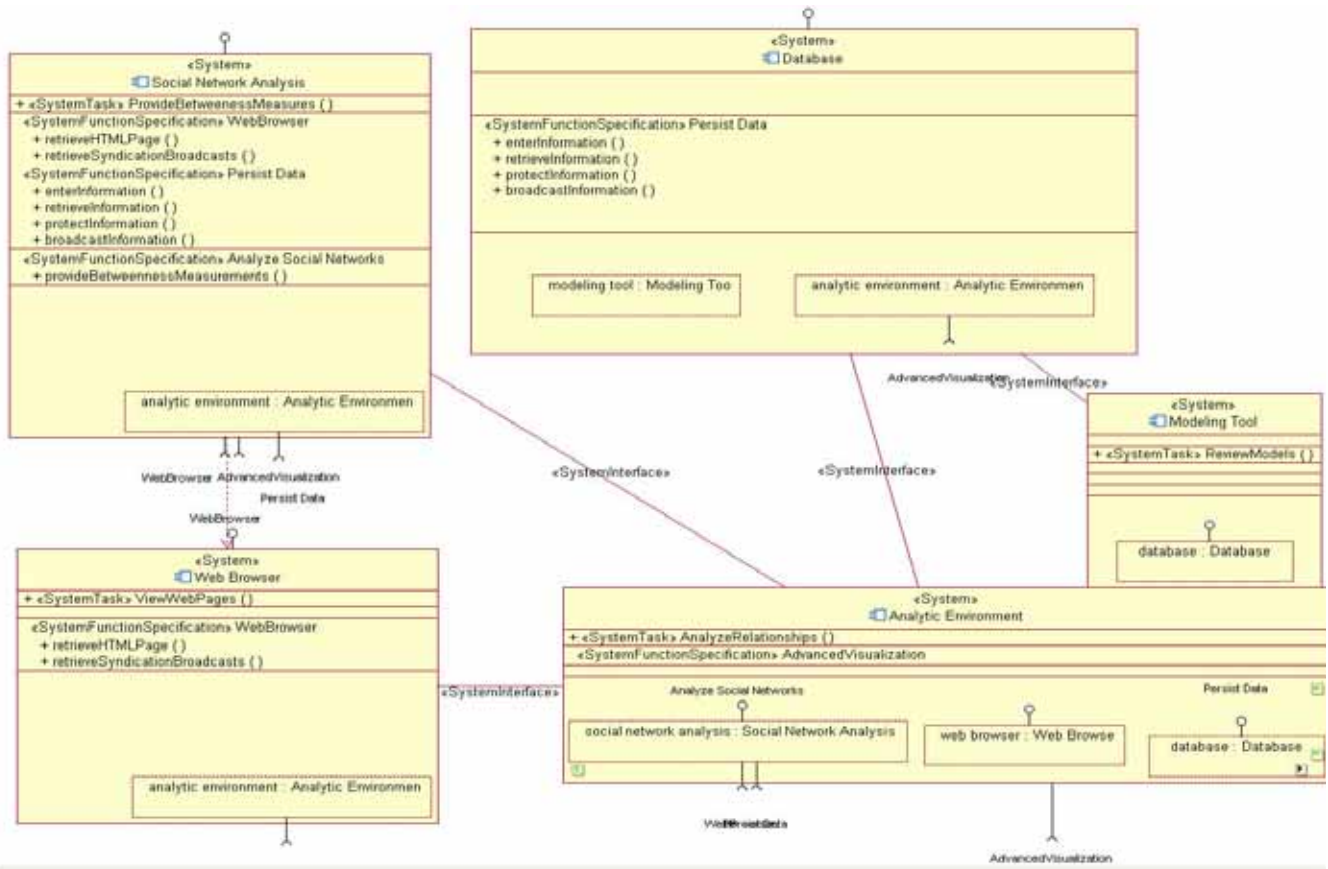 «System»
Social Network Analysis
+ «SystemTask» ProvideBetweenessMeasures ( )
«SystemFunctionSpecification» WebBrowser
+ retrieveHTMLPage ( )
+ retrieveSyndicationBroadcasts ( )
«SystemFunctionSpecification» Persist Data
+ enterInformation ( )
+ retrieveInformation ( )
+ protectInformation ( )
+ broadcastInformation ( )
«SystemFunctionSpecification» Analyze Social Networks
+ provideBetweennessMeasurements ( )
analytic environment : Analytic Environmen
WebBrowser
AdvancedVisualization
Persist Data
WebBrowser
«System»
Database
«SystemFunctionSpecification» Persist Data
+ enterInformation ( )
+ retrieveInformation ( )
+ protectInformation ( )
+ broadcastInformation ( )
modeling tool : Modeling Too
analytic environment : Analytic Environmen
AdvancedVisualization
«SystemInterface»
«SystemInterface»
«SystemInterface»
«System»
Modeling Tool
+ «SystemTask» ReviewModels ( )
database : Database
«System»
Web Browser
+ «SystemTask» ViewWebPages ( )
«SystemFunctionSpecification» WebBrowser
+ retrieveHTMLPage ( )
+ retrieveSyndicationBroadcasts ( )
analytic environment : Analytic Environmen
«SystemInterface»
«System»
Analytic Environment
+ «SystemTask» AnalyzeRelationships ( )
«SystemFunctionSpecification» AdvancedVisualization
Analyze Social Networks
Persist Data
social network analysis : Social Network Analysis
web browser : Web Browse
database : Database
AdvancedVisualization